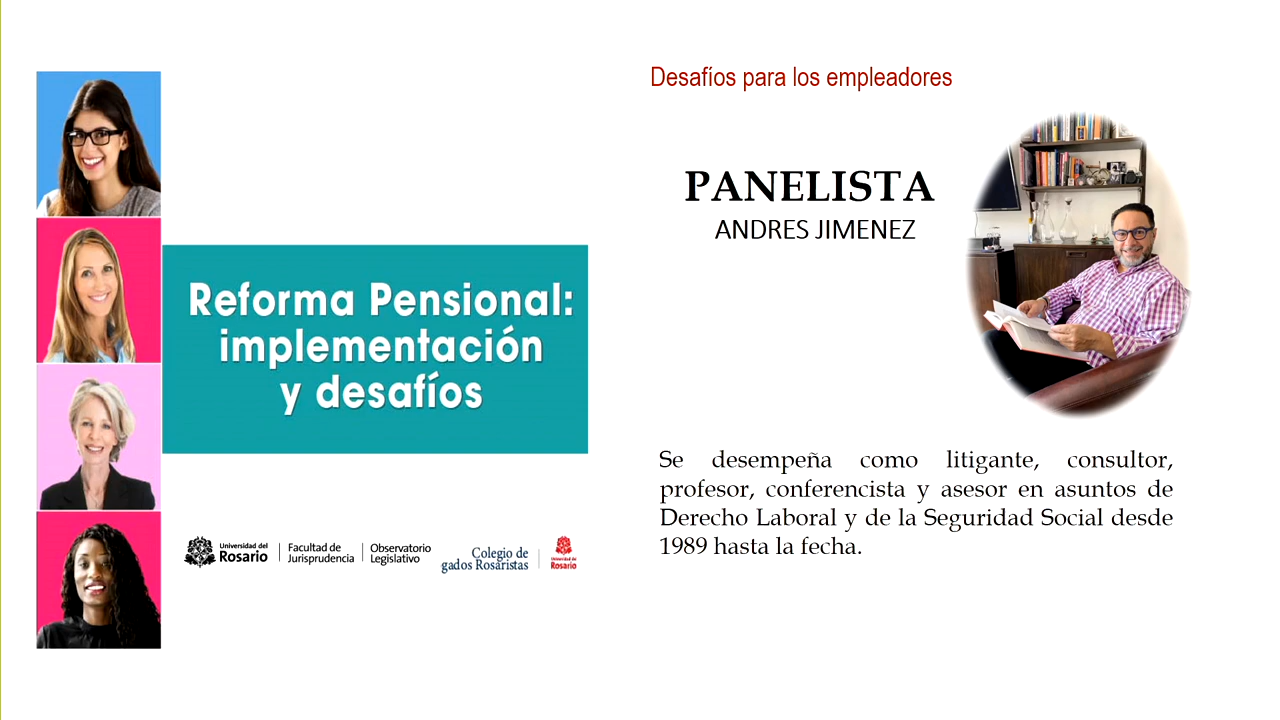 Reforma Pensional:
implementación
y desafíos
Universidad del
Rosario
Facultad de
Jurisprudencia
Observatorio
Legislativo
Colegio de
gados Rosaristas
Universidad del
Rosario
Desafíos para los empleadores
PANELISTA
ANDRES JIMENEZ
Se desempeña como litigante, consultor,
profesor, conferencista y asesor en asuntos de
Derecho Laboral y de la Seguridad Social desde
1989 hasta la fecha.